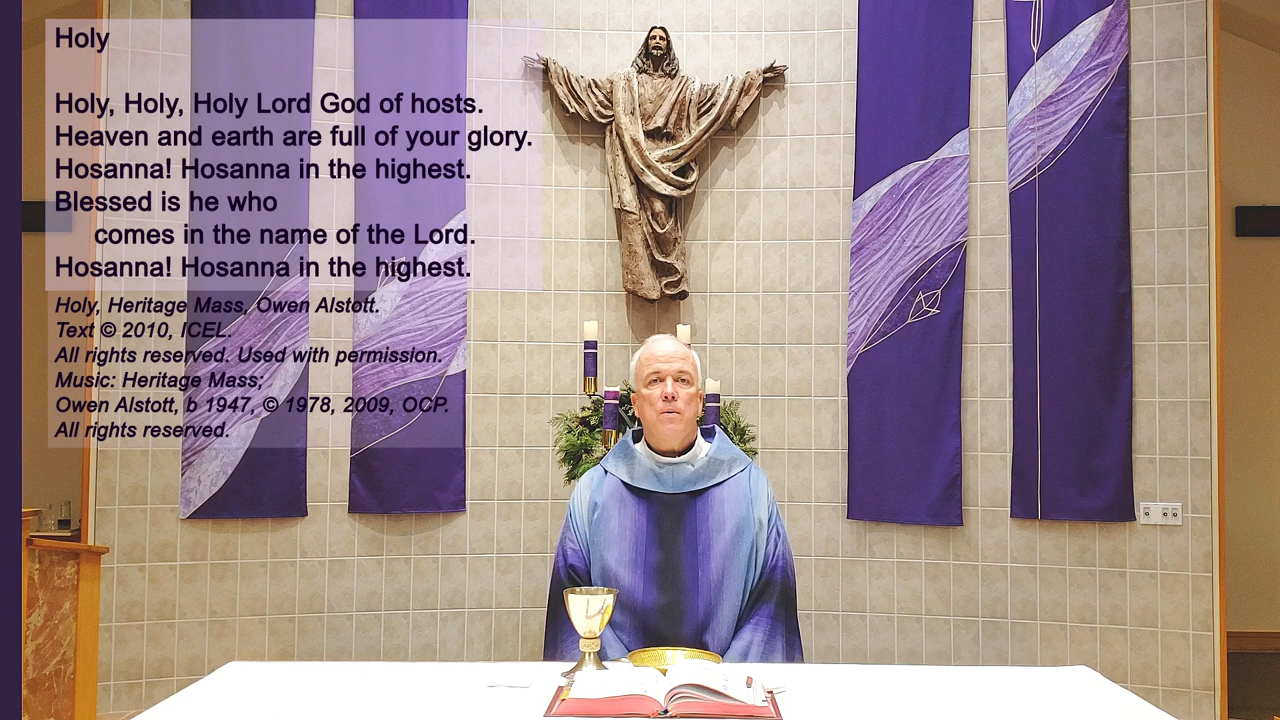 Holy
Holy, Holy, Holy Lord God of hosts.
Heaven and earth are full of your glory.
Hosanna! Hosanna in the highest.
Blessed is he who
comes in the name of the Lord.
Hosanna! Hosanna in the highest.
Holy, Heritage Mass, Owen Alstott.
Text © 2010, ICEL.
All rights reserved. Used with permission.
Music: Heritage Mass;
Owen Alstott, b 1947, © 1978, 2009, OCP.
All rights reserved.